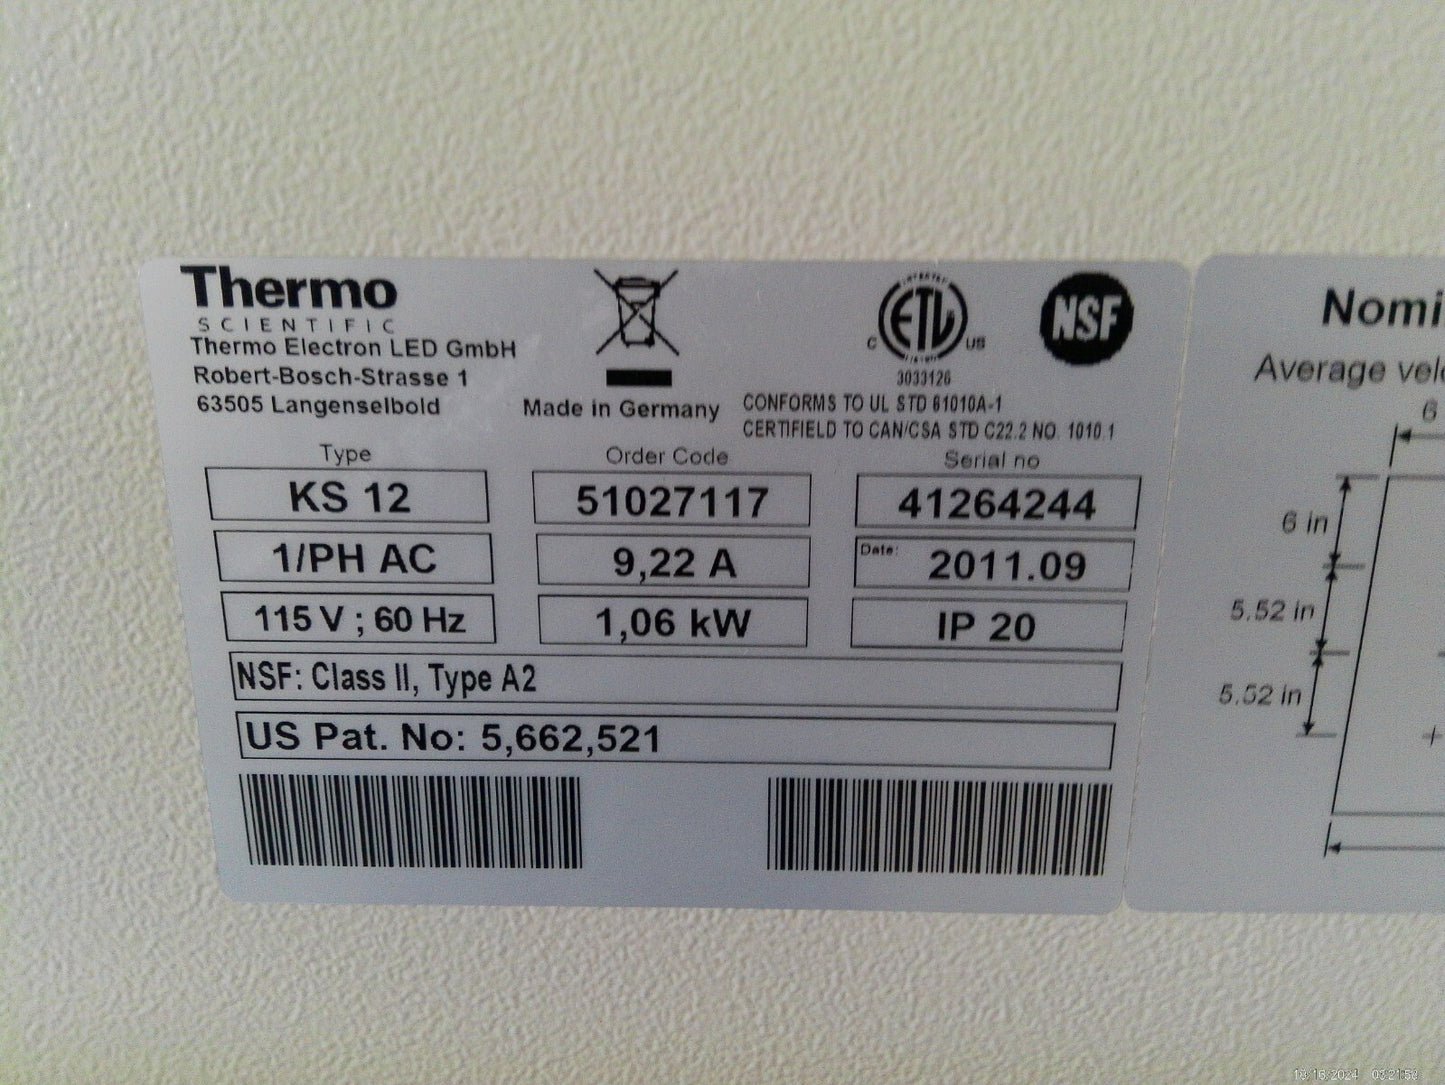 Thermo
SCIENTIFIC
Thermo Electron LED GmbH
Robert-Bosch-Strasse 1
63505 Langenselbold
Made in Germany
C ETL US
3033126
NSF
CONFORMS TO UL STD 61010A-1
CERTIFIELD TO CAN/CSA STD C22.2 NO. 1010.1
Type Order Code Serial no
KS 12 51027117 41264244
1/PH AC 9,22 A Date: 2011.09
115 V ; 60 Hz 1,06 kW IP 20
NSF: Class II, Type A2
US Pat. No: 5,662,521
Nomi
Average velo
6
6 in
5.52 in
5.52 in